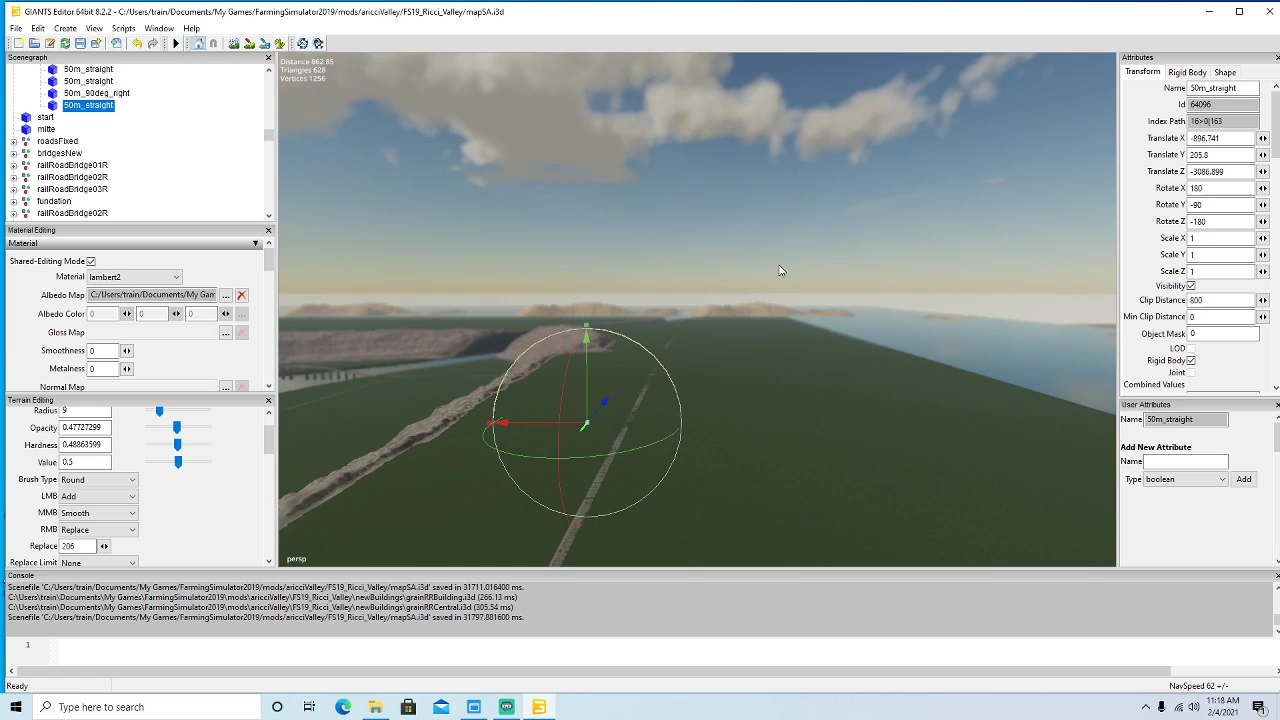 GIANTS Editor 64bit 8.2.2 - C:/Users/train/Documents/My Games/FarmingSimulator2019/mods/aricciValley/FS19_Ricci_Valley/mapSA.i3d
File Edit Create View Scripts Window Help
Scenegraph
50m_straight
50m_straight
50m_90deg_right
50m_straight
start
mitte
roadsFixed
bridgesNew
railRoadBridge01R
railRoadBridge02R
railRoadBridge03R
fundation
railRoadBridge02R
Material Editing
Material
Shared-Editing Mode
Material lambert2
Albedo Map C:/Users/train/Documents/My Gam ...
Albedo Color 0 0 0 ...
Gloss Map ...
Smoothness 0
Metalness 0
Normal Map ...
Terrain Editing
Radius 9
Opacity 0.47727299
Hardness 0.48863599
Value 0.5
Brush Type Round
LMB Add
MMB Smooth
RMB Replace
Replace 206
Replace Limit None
Distance 862.85
Triangles 628
Vertices 1256
persp
Attributes
Transform Rigid Body Shape
Name 50m_straight
Id 64096
Index Path 16>0|163
Translate X -896.741
Translate Y 205.8
Translate Z -3086.899
Rotate X 180
Rotate Y -90
Rotate Z -180
Scale X 1
Scale Y 1
Scale Z 1
Visibility
Clip Distance 800
Min Clip Distance 0
Object Mask 0
LOD
Rigid Body
Joint
Combined Values
User Attributes
Name 50m_straight
Add New Attribute
Name
Type boolean Add
Console
Scenefile 'C:/Users/train/Documents/My Games/FarmingSimulator2019/mods/aricciValley/FS19_Ricci_Valley/mapSA.i3d' saved in 31711.016400 ms.
C:\Users\train\Documents\My Games\FarmingSimulator2019\mods\aricciValley\FS19_Ricci_Valley\newBuildings\grainRRBuilding.i3d (266.13 ms)
C:\Users\train\Documents\My Games\FarmingSimulator2019\mods\aricciValley\FS19_Ricci_Valley\newBuildings\grainRRCentral.i3d (305.54 ms)
Scenefile 'C:/Users/train/Documents/My Games/FarmingSimulator2019/mods/aricciValley/FS19_Ricci_Valley/mapSA.i3d' saved in 31797.881600 ms.
1
Ready
NavSpeed 62 +/-
Type here to search
11:18 AM
2/4/2021
1